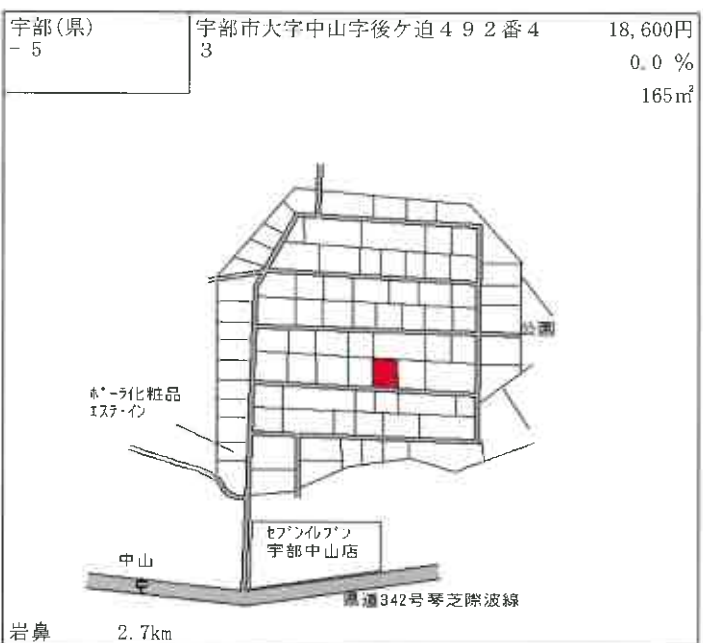 宇部(県)
- 5
宇部市大字中山字後ケ迫４９２番４
3
18,600円
0.0 %
165㎡
公園
ポーラ化粧品
エステ・イン
セブンイレブン
宇部中山店
中山
県道342号琴芝際波線
岩鼻 2.7km